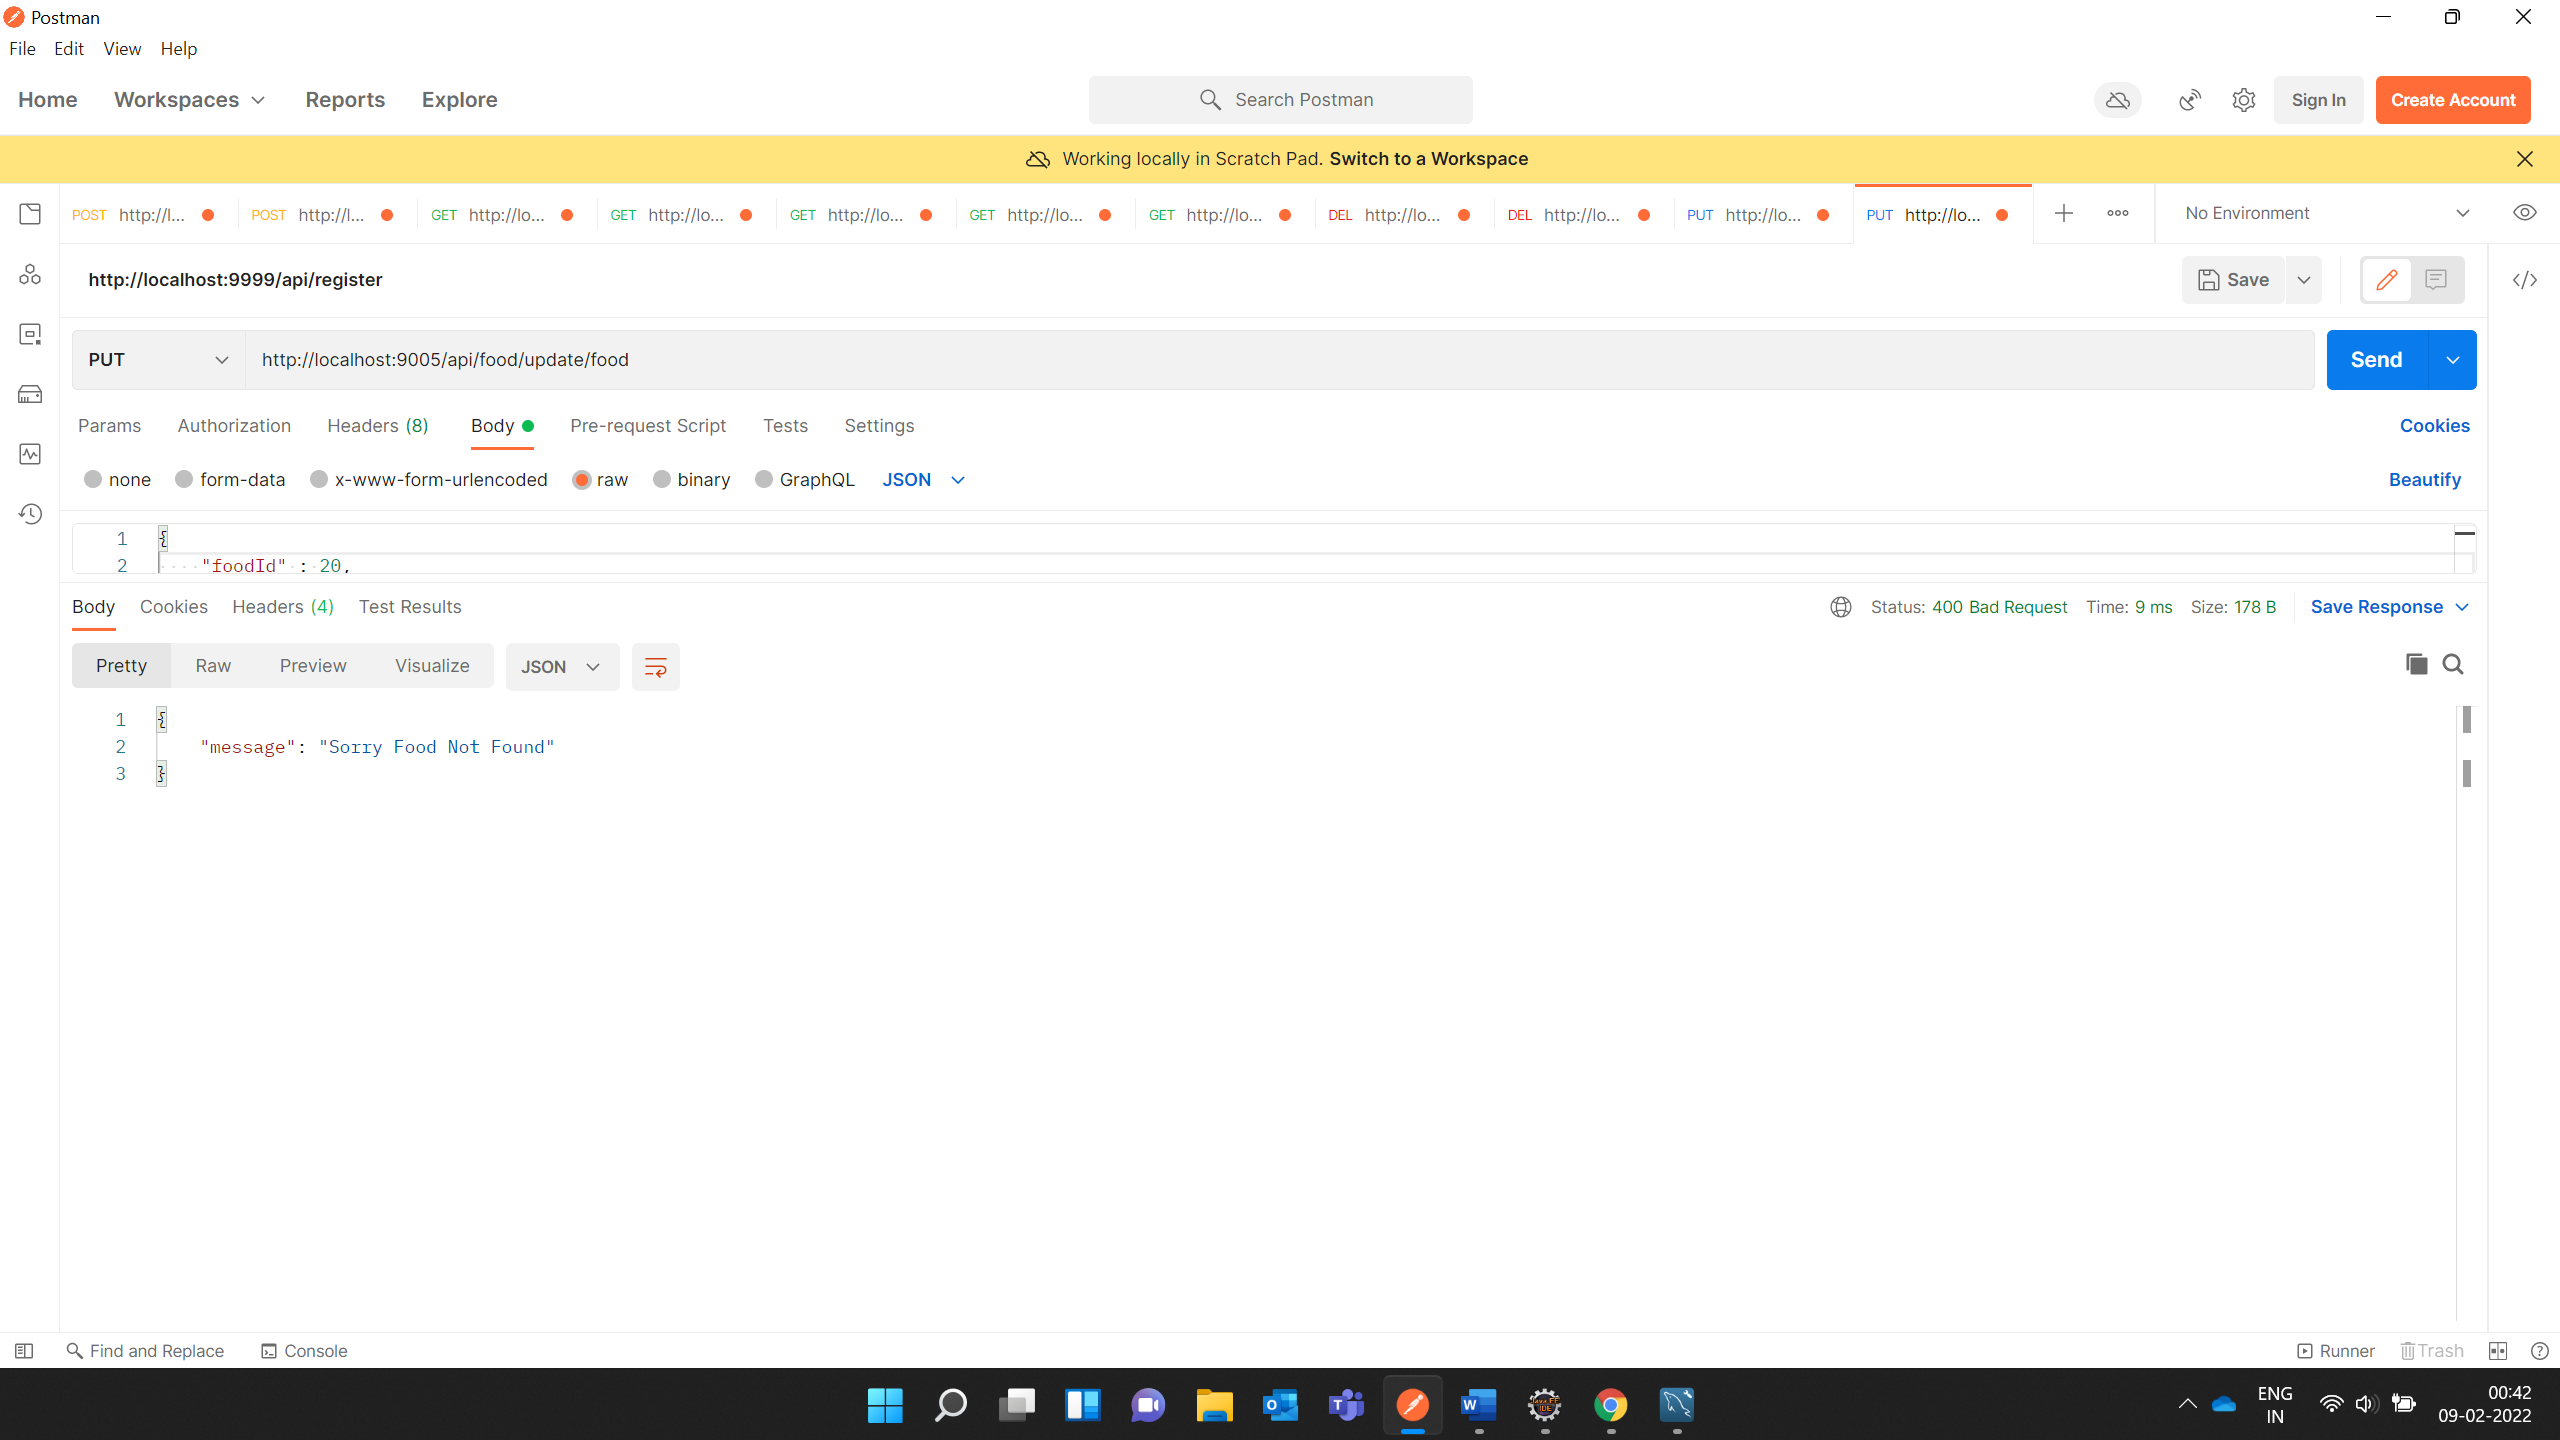 Postman
File Edit View Help
Home Workspaces Reports Explore Search Postman Sign In Create Account
Working locally in Scratch Pad. Switch to a Workspace
POST http://l... POST http://l... GET http://lo... GET http://lo... GET http://lo... GET http://lo... GET http://lo... DEL http://lo... DEL http://lo... PUT http://lo... PUT http://lo... No Environment
http://localhost:9999/api/register Save
PUT http://localhost:9005/api/food/update/food Send
Params Authorization Headers (8) Body Pre-request Script Tests Settings Cookies
none form-data x-www-form-urlencoded raw binary GraphQL JSON Beautify
1 {
2 "foodId" : 20,
Body Cookies Headers (4) Test Results Status: 400 Bad Request Time: 9 ms Size: 178 B Save Response
Pretty Raw Preview Visualize JSON
1 {
2 "message": "Sorry Food Not Found"
3 }
Find and Replace Console Runner Trash
ENG 00:42
IN 09-02-2022